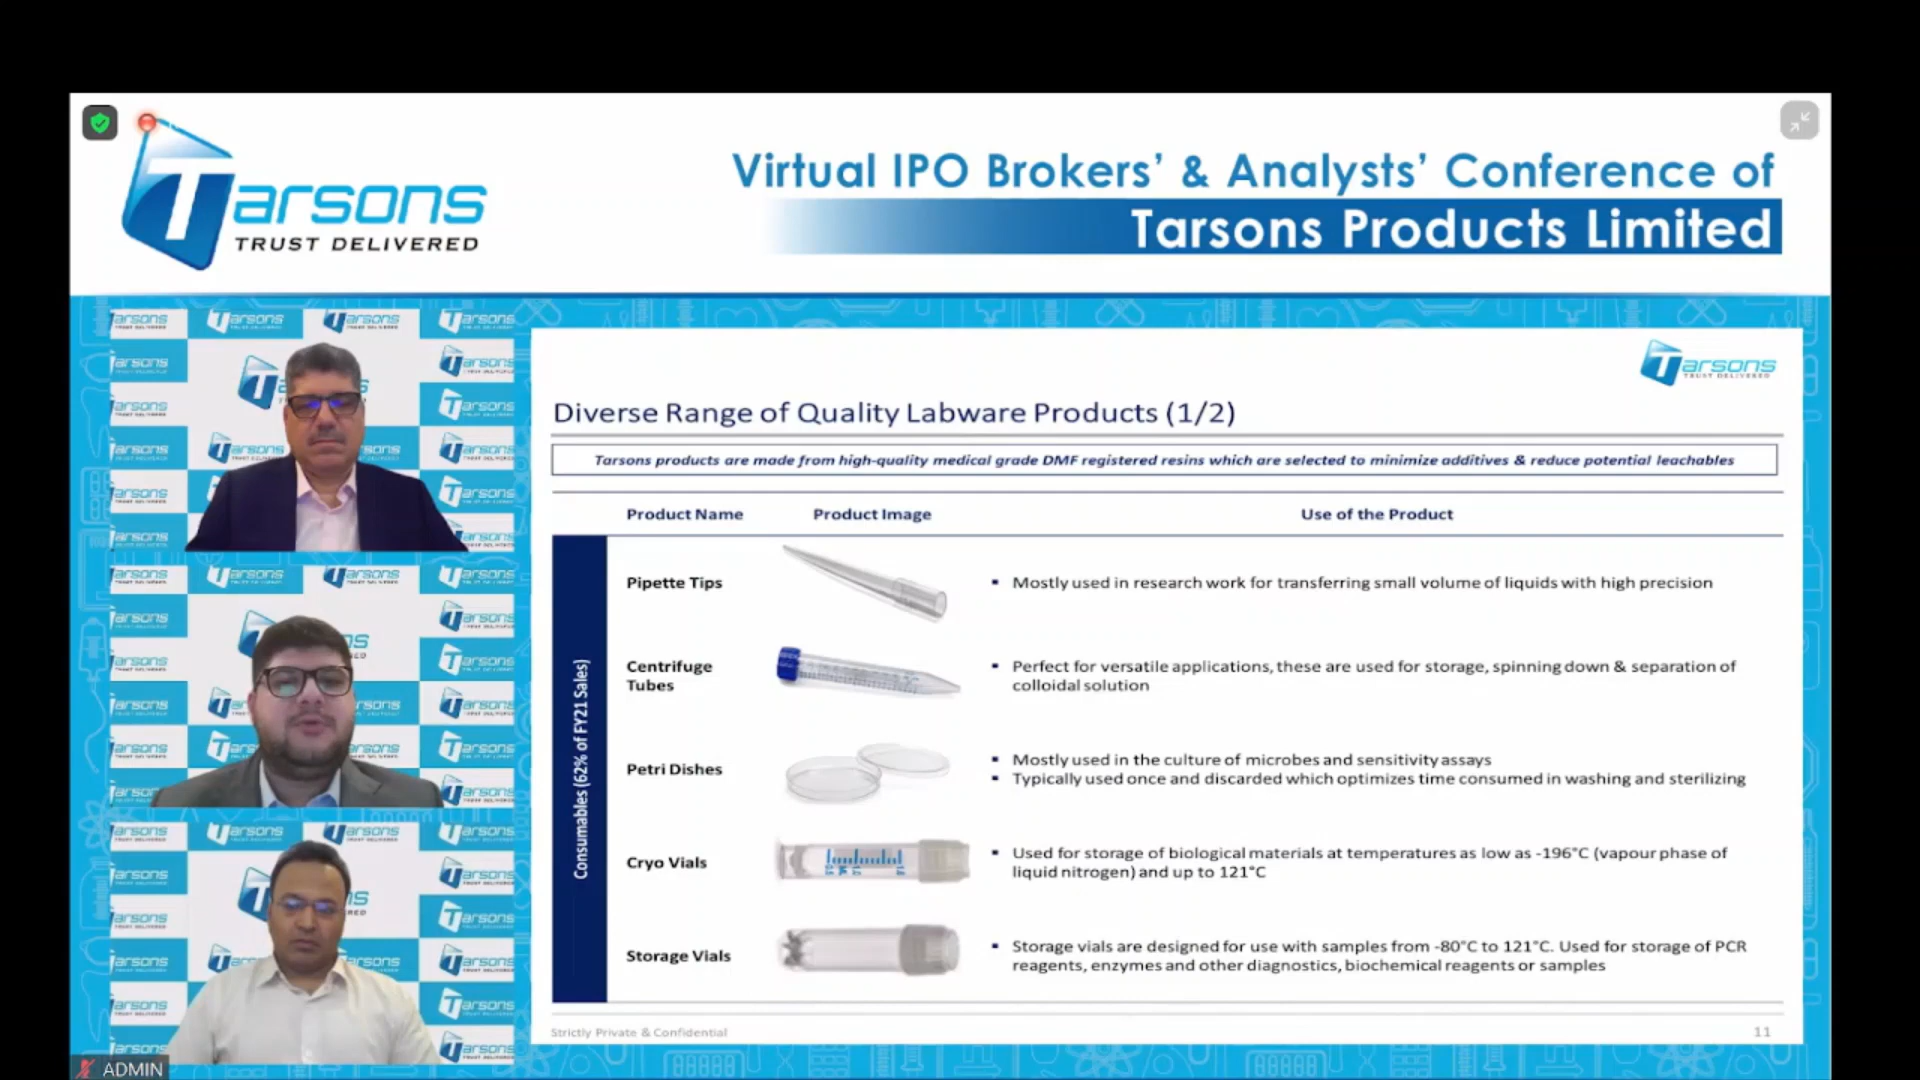 Tarsons
TRUST DELIVERED
Virtual IPO Brokers’ & Analysts’ Conference of
Tarsons Products Limited
Tarsons
TRUST DELIVERED
Diverse Range of Quality Labware Products (1/2)
Tarsons products are made from high-quality medical grade DMF registered resins which are selected to minimize additives & reduce potential leachables
Product Name Product Image Use of the Product
Consumables (62% of FY21 Sales)
Pipette Tips
▪ Mostly used in research work for transferring small volume of liquids with high precision
Centrifuge
Tubes
▪ Perfect for versatile applications, these are used for storage, spinning down & separation of
colloidal solution
Petri Dishes
▪ Mostly used in the culture of microbes and sensitivity assays
▪ Typically used once and discarded which optimizes time consumed in washing and sterilizing
Cryo Vials
▪ Used for storage of biological materials at temperatures as low as -196°C (vapour phase of
liquid nitrogen) and up to 121°C
Storage Vials
▪ Storage vials are designed for use with samples from -80°C to 121°C. Used for storage of PCR
reagents, enzymes and other diagnostics, biochemical reagents or samples
Strictly Private & Confidential
11
ADMIN